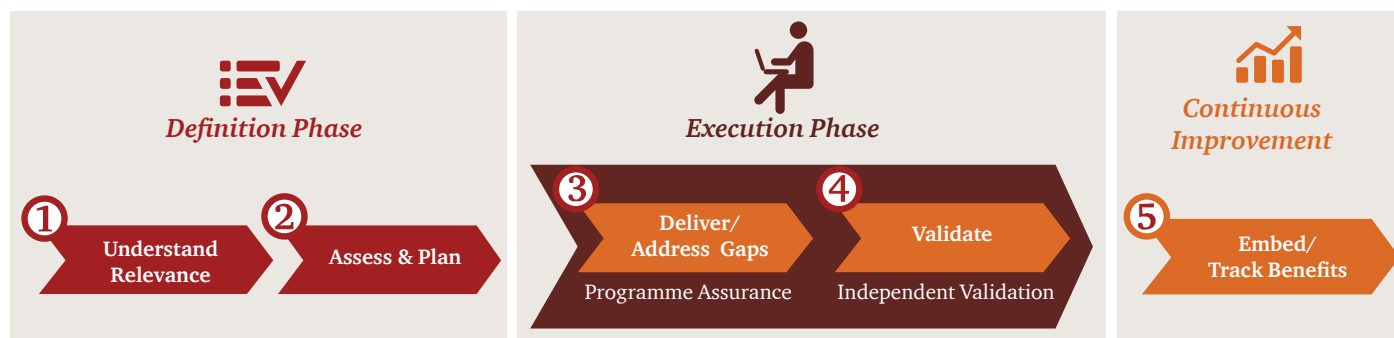 Definition Phase
1
Understand
Relevance
2
Assess & Plan
Execution Phase
3
Deliver/
Address Gaps
Programme Assurance
4
Validate
Independent Validation
Continuous
Improvement
5
Embed/
Track Benefits